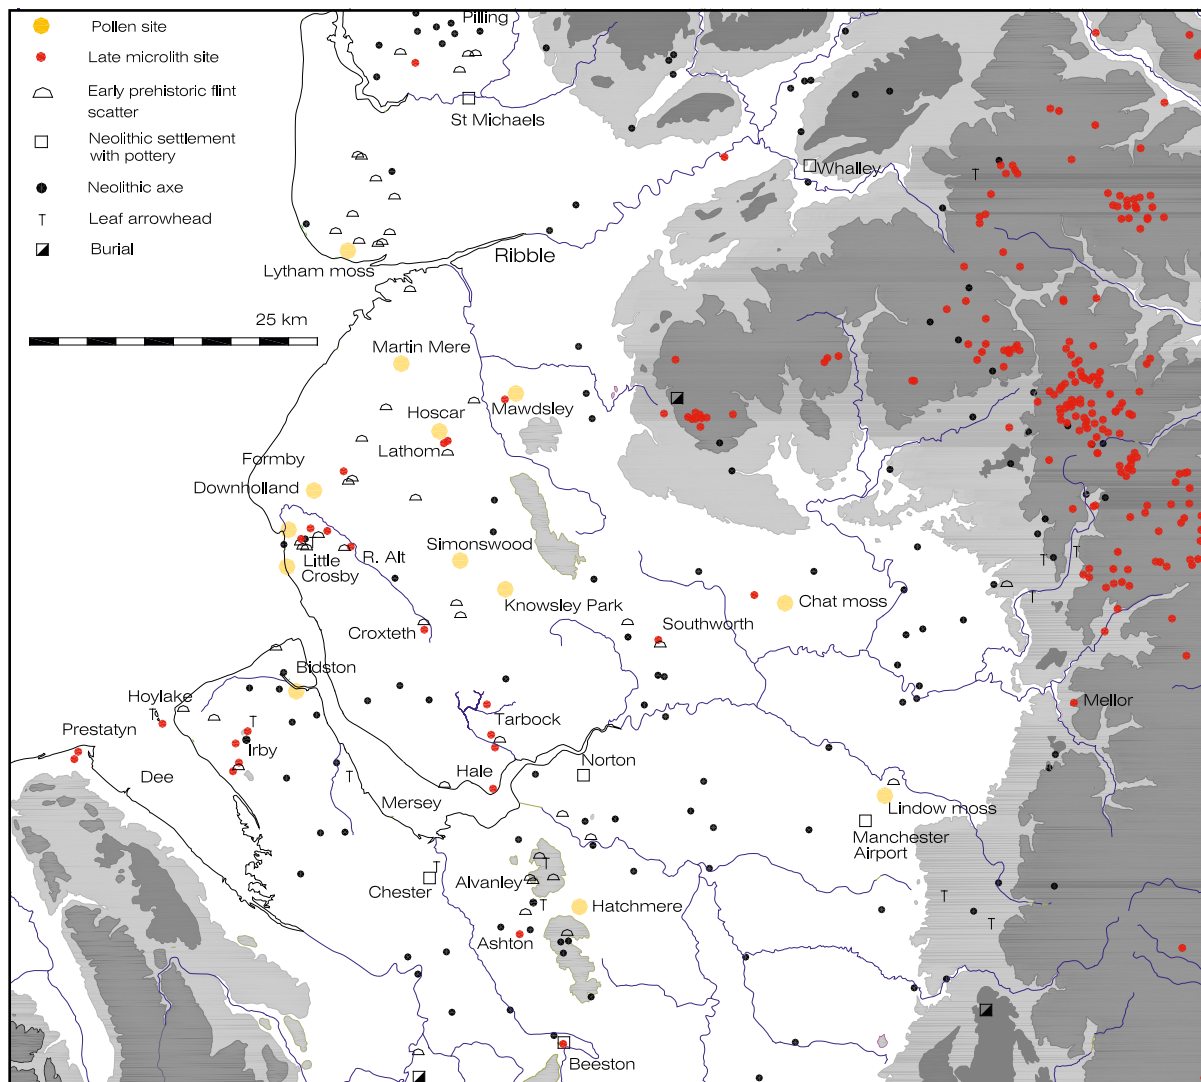 Pollen site
Late microlith site
Early prehistoric flint
scatter
Neolithic settlement
with pottery
Neolithic axe
T
Leaf arrowhead
Burial
25 km
Pilling
St Michaels
Whalley
T
Lytham moss
Ribble
Martin Mere
Mawdsley
Hoscar
Lathom
Formby
Downholland
Little
Crosby
R. Alt
Simonswood
Knowsley Park
Chat moss
T
T
T
Croxteth
Southworth
Bidston
Hoylake
T
T
Prestatyn
Irby
Tarbock
Mellor
Dee
T
Hale
Norton
Mersey
Lindow moss
Manchester
Airport
Chester
Alvanley
T
T
Hatchmere
T
T
Ashton
Beeston